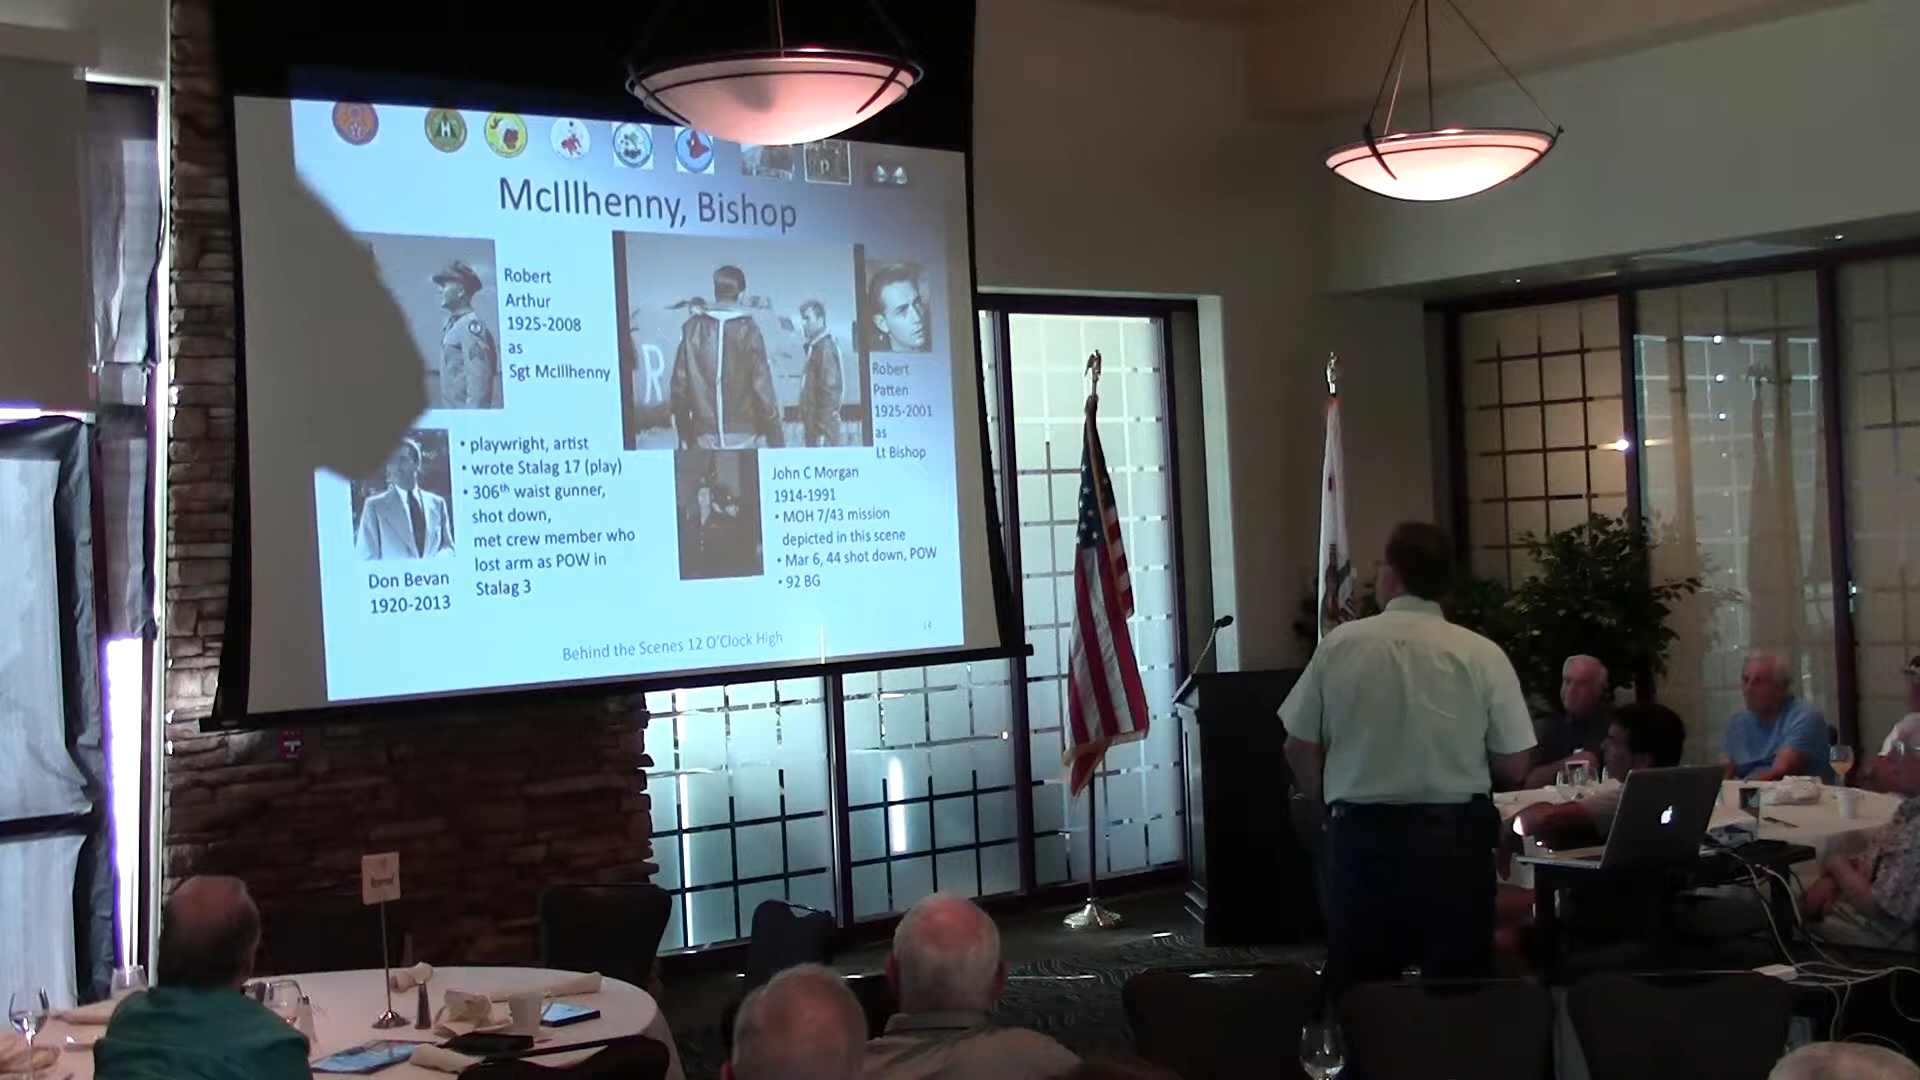 McIllhenny, Bishop
Robert
Arthur
1925-2008
as
Sgt McIllhenny
R
Robert
Patten
1925-2001
as
Lt Bishop
• playwright, artist
• wrote Stalag 17 (play)
• 306th waist gunner,
shot down,
met crew member who
lost arm as POW in
Stalag 3
Don Bevan
1920-2013
John C Morgan
1914-1991
• MOH 7/43 mission
depicted in this scene
• Mar 6, 44 shot down, POW
• 92 BG
Behind the Scenes 12 O'Clock High
14
Reserved